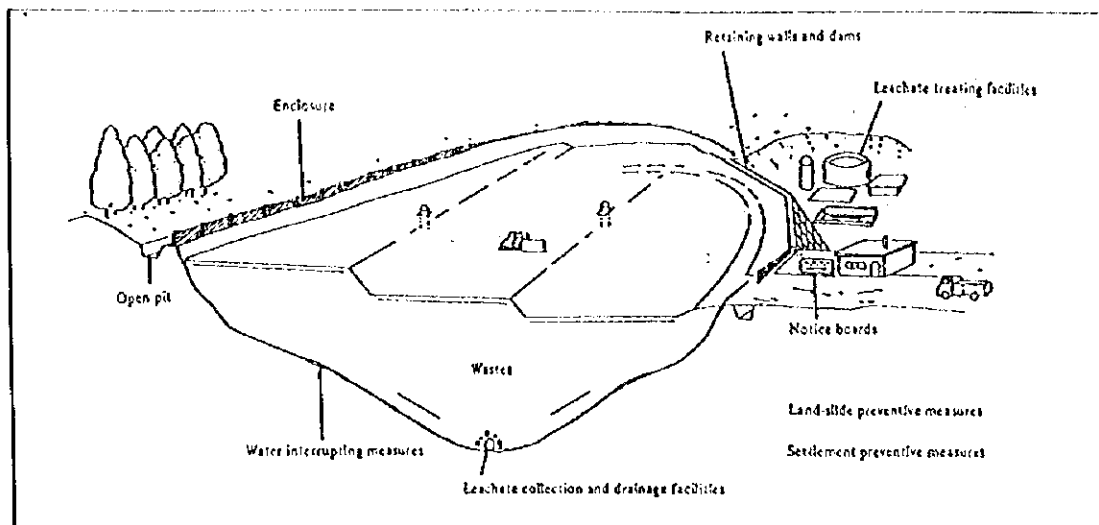 Retaining walls and dams
Leachate treating facilities
Enclosure
Open pit
Notice boards
Wastes
Land-slide preventive measures
Water interrupting measures
Settlement preventive measures
Leachate collection and drainage facilities